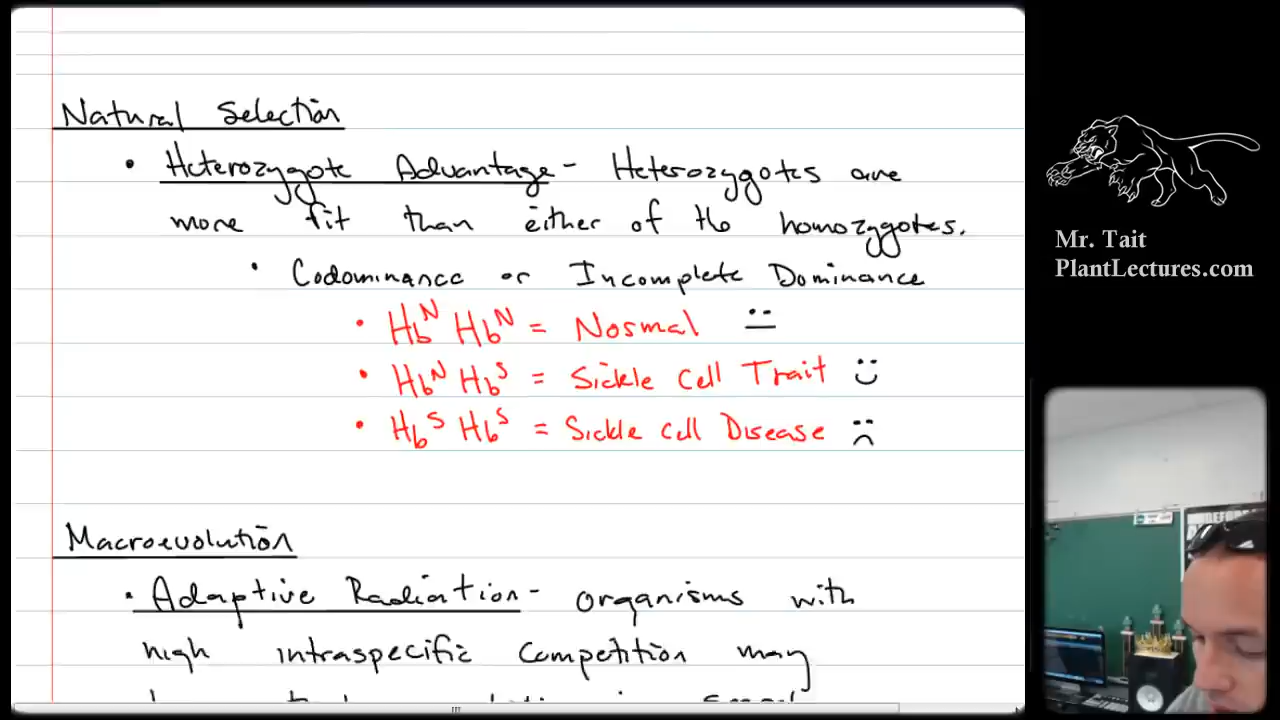 Natural Selection
• Heterozygote Advantage - Heterozygotes are
more fit than either of the homozygotes.
• Codominance or Incomplete Dominance
• Hb^N Hb^N = Normal
• Hb^N Hb^S = Sickle Cell Trait
• Hb^S Hb^S = Sickle Cell Disease
Macroevolution
• Adaptive Radiation - organisms with
high intraspecific competition may
Mr. Tait
PlantLectures.com